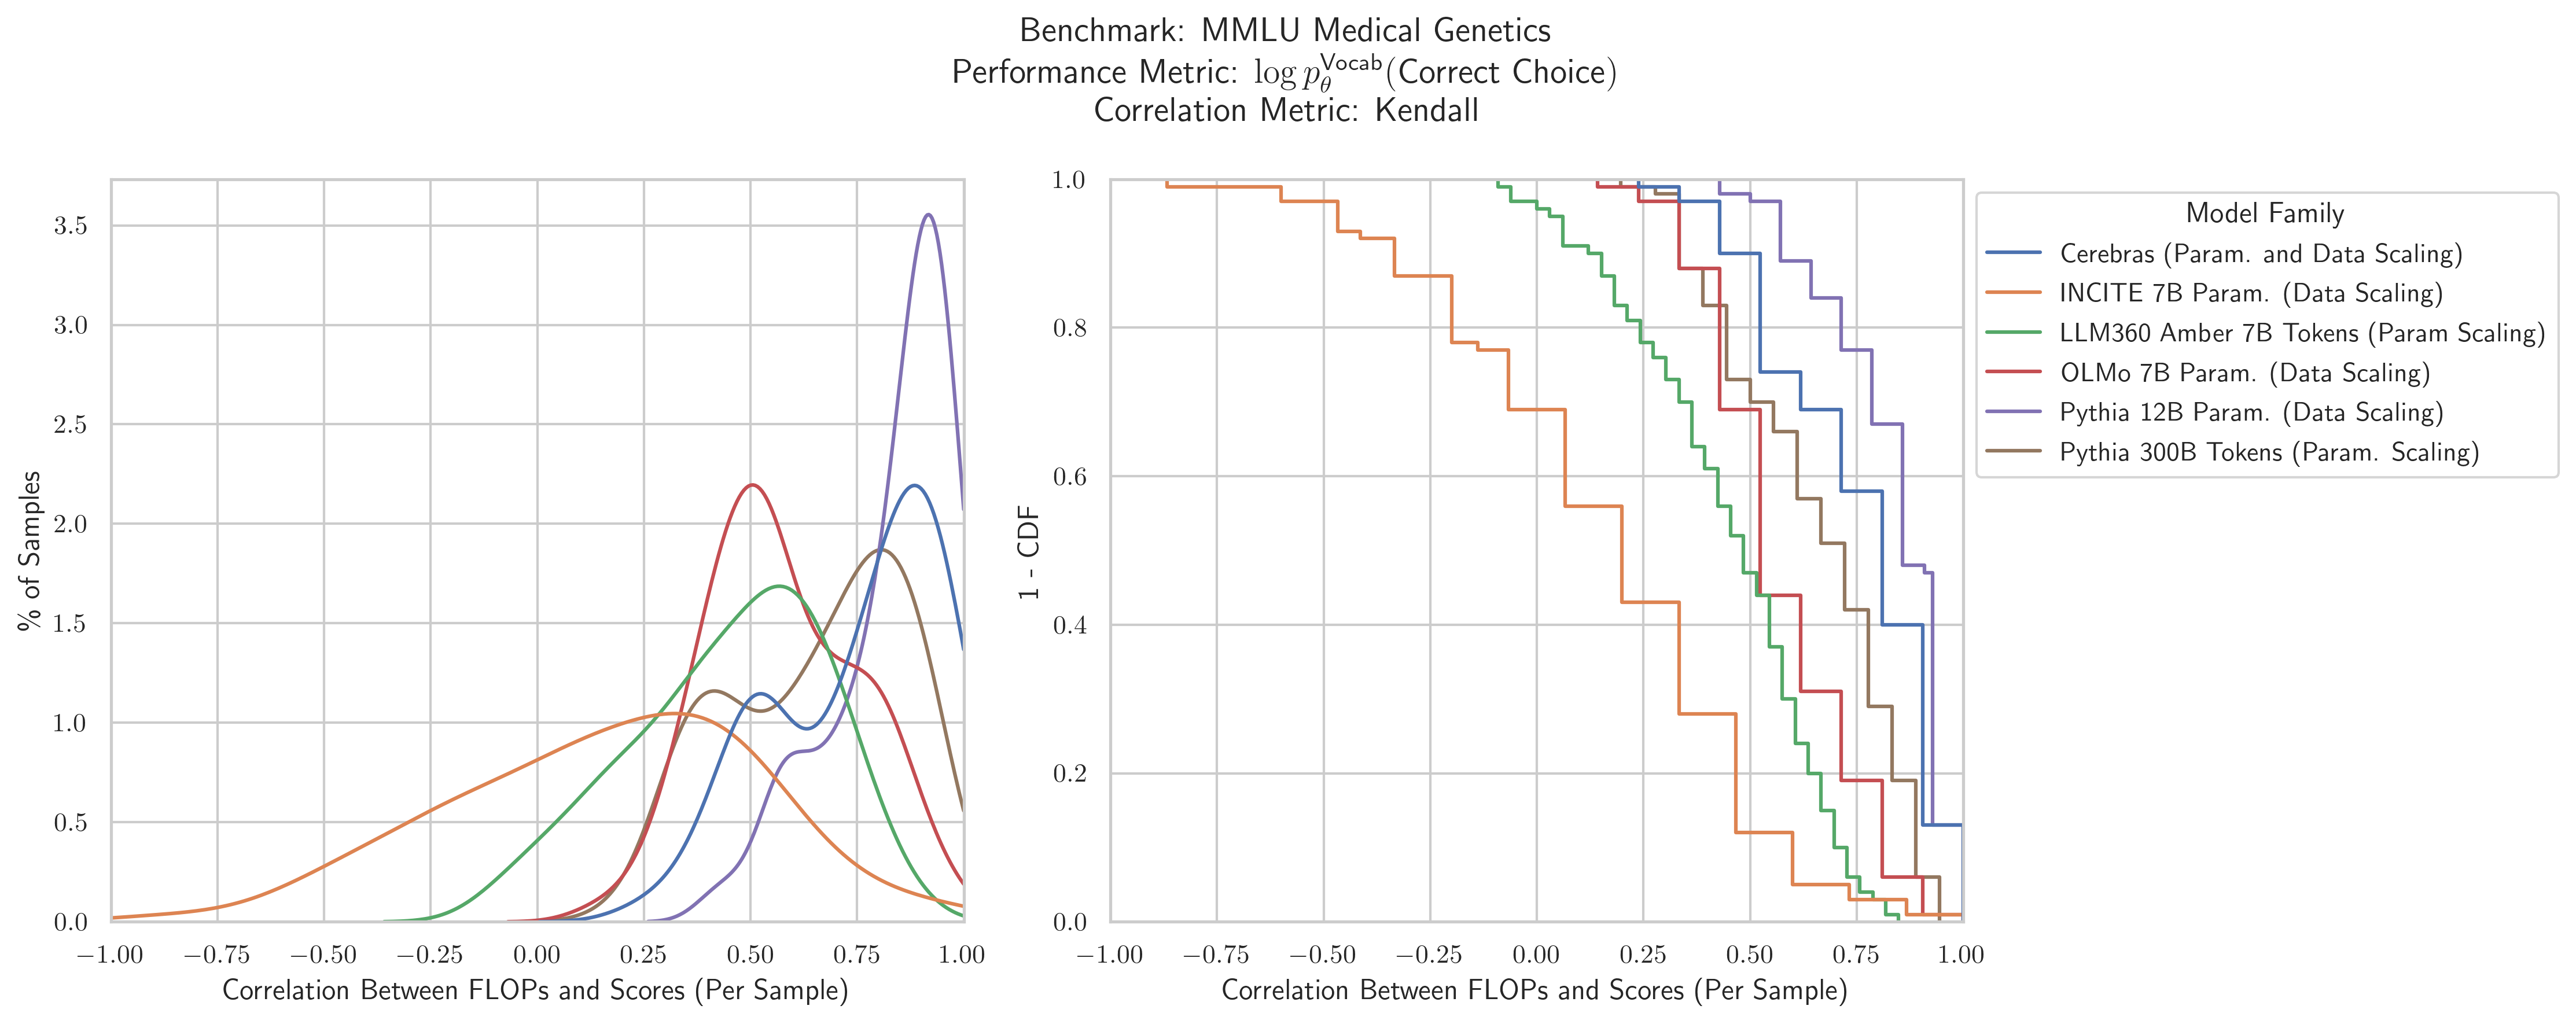 Benchmark: MMLU Medical Genetics
Performance Metric: log p_θ^Vocab(Correct Choice)
Correlation Metric: Kendall
% of Samples
3.5
3.0
2.5
2.0
1.5
1.0
0.5
0.0
−1.00 −0.75 −0.50 −0.25 0.00 0.25 0.50 0.75 1.00
Correlation Between FLOPs and Scores (Per Sample)
1 - CDF
1.0
0.8
0.6
0.4
0.2
0.0
−1.00 −0.75 −0.50 −0.25 0.00 0.25 0.50 0.75 1.00
Correlation Between FLOPs and Scores (Per Sample)
Model Family
Cerebras (Param. and Data Scaling)
INCITE 7B Param. (Data Scaling)
LLM360 Amber 7B Tokens (Param Scaling)
OLMo 7B Param. (Data Scaling)
Pythia 12B Param. (Data Scaling)
Pythia 300B Tokens (Param. Scaling)